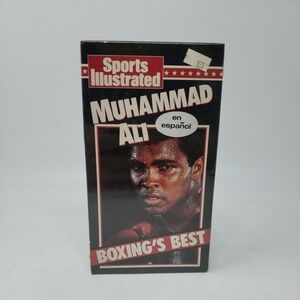 Sports
Illustrated
MUHAMMAD
ALI
en
español
BOXING'S BEST